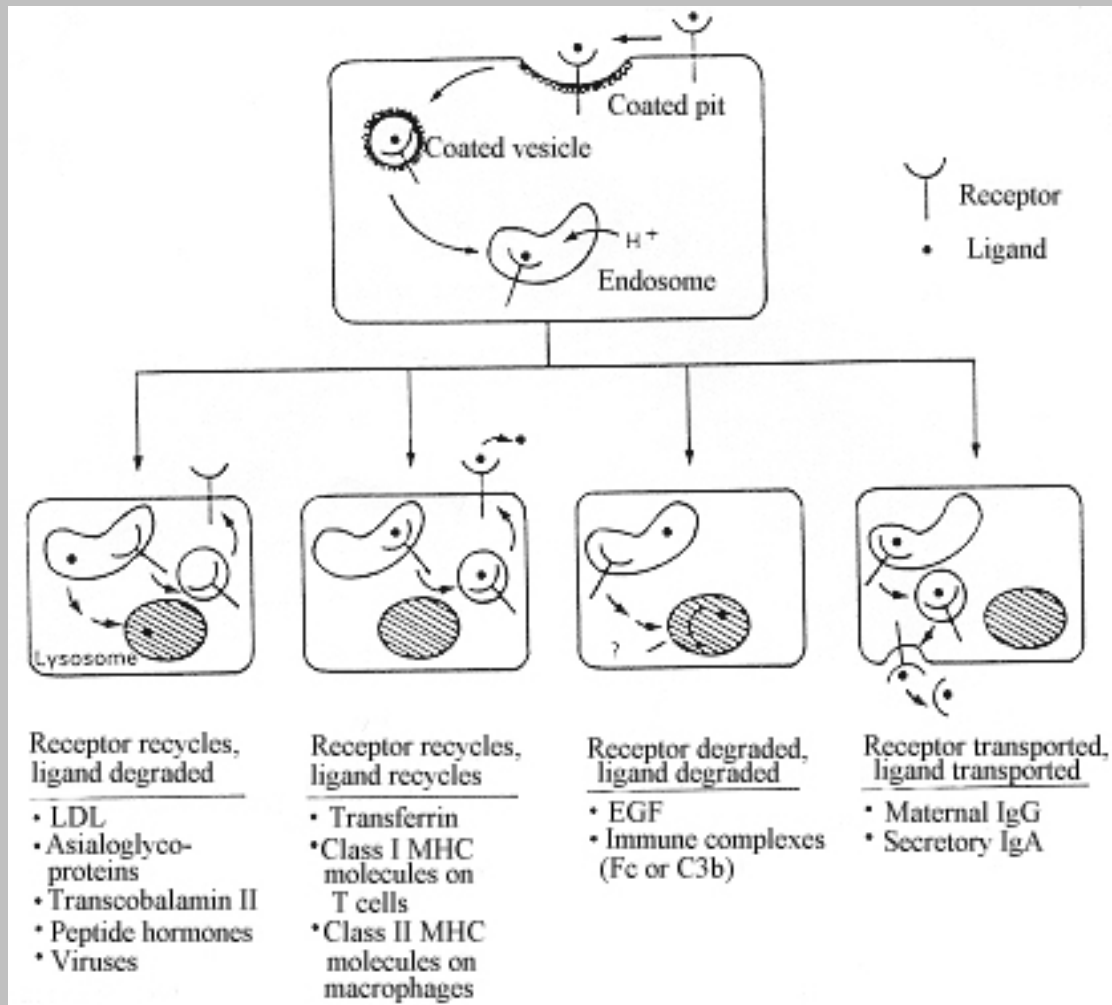 Coated pit
Coated vesicle
H+
Endosome
Receptor
• Ligand
Lysosome
?
Receptor recycles,
ligand degraded
• LDL
• Asialoglyco-
proteins
• Transcobalamin II
• Peptide hormones
• Viruses
Receptor recycles,
ligand recycles
• Transferrin
• Class I MHC
molecules on
T cells
• Class II MHC
molecules on
macrophages
Receptor degraded,
ligand degraded
• EGF
• Immune complexes
(Fc or C3b)
Receptor transported,
ligand transported
• Maternal IgG
• Secretory IgA